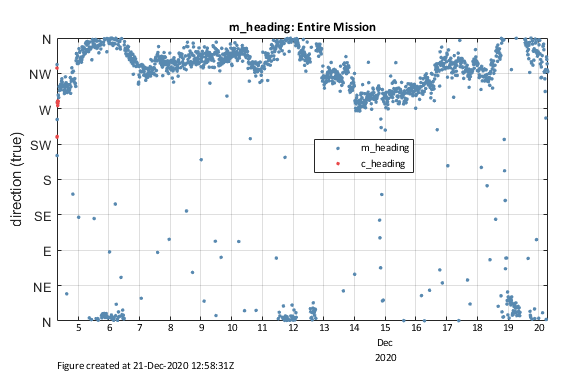 m_heading: Entire Mission
direction (true)
N
NW
W
SW
S
SE
E
NE
N
m_heading
c_heading
5 6 7 8 9 10 11 12 13 14 15 16 17 18 19 20
Dec
2020
Figure created at 21-Dec-2020 12:58:31Z